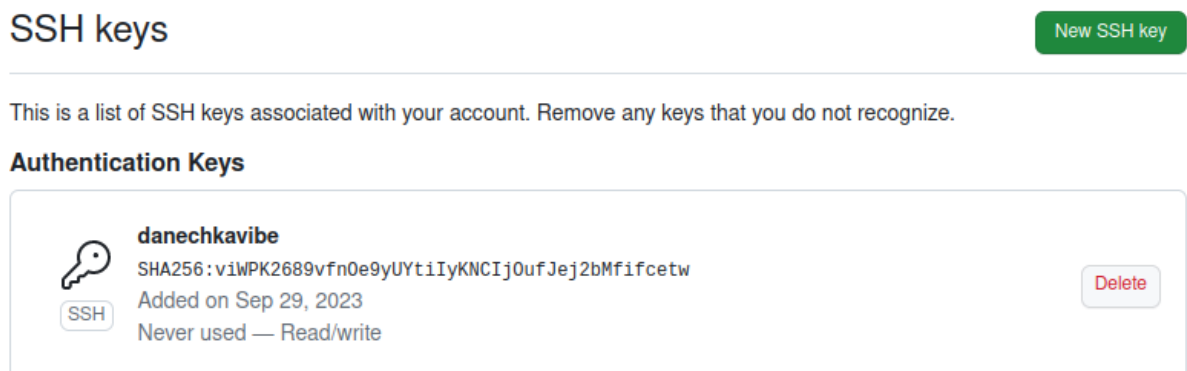 SSH keys
New SSH key
This is a list of SSH keys associated with your account. Remove any keys that you do not recognize.
Authentication Keys
danechkavibe
SHA256:viWPK2689vfnOe9yUYtiIyKNCIjOufJej2bMfifcetw
Added on Sep 29, 2023
Never used — Read/write
SSH
Delete